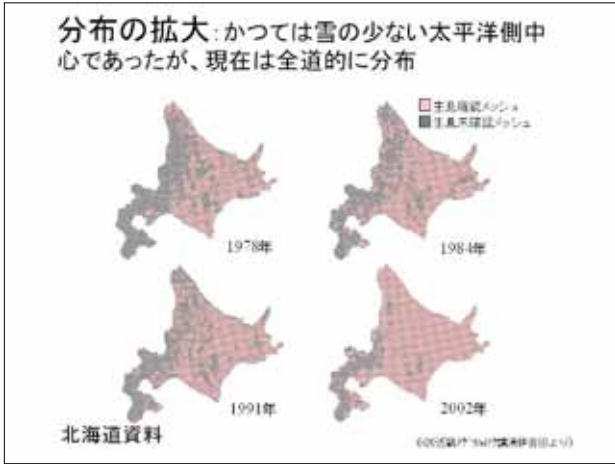 分布の拡大：かつては雪の少ない太平洋側中
心であったが、現在は全道的に分布
生息確認メッシュ
生息未確認メッシュ
1978年
1984年
1991年
2002年
北海道資料